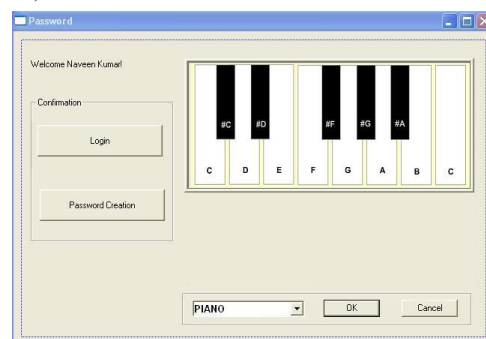 Password
Welcome Naveen Kumar!
Confirmation
Login
Password Creation
#C #D #F #G #A
C D E F G A B C
PIANO OK Cancel